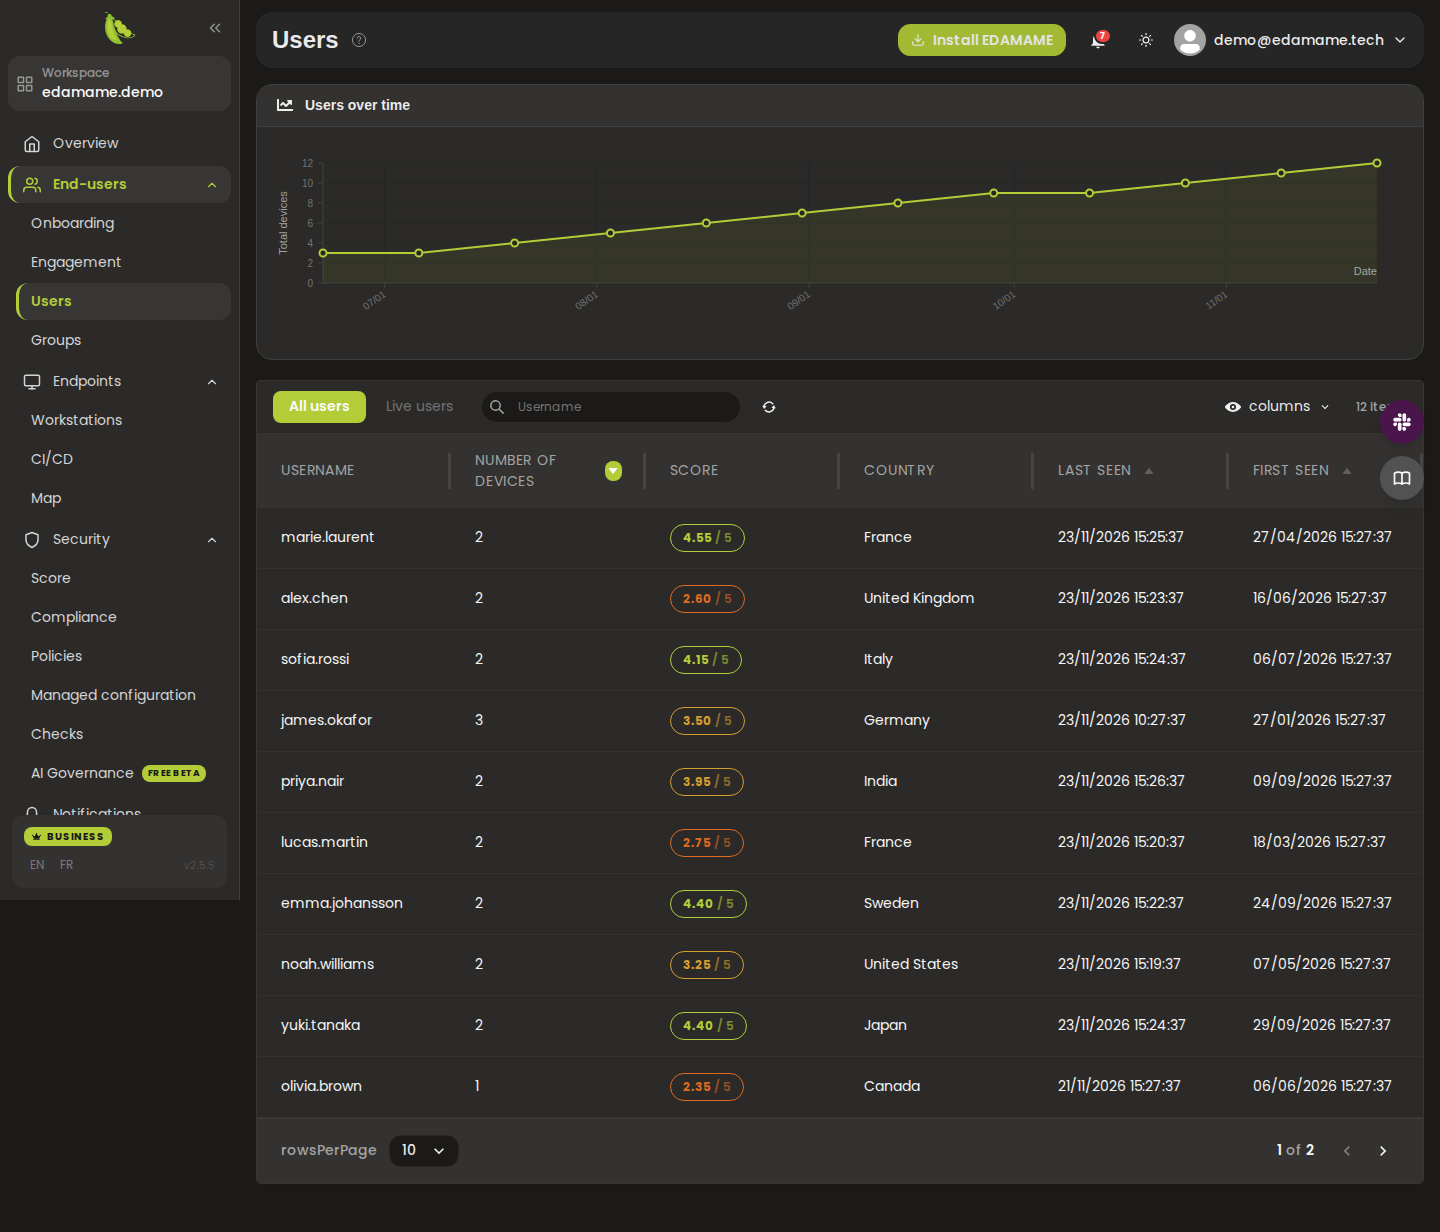 Workspace
edamame.demo
Overview
End-users
Onboarding
Engagement
Users
Groups
Endpoints
Workstations
CI/CD
Map
Security
Score
Compliance
Policies
Managed configuration
Checks
AI Governance FREE BETA
Notifications
BUSINESS
EN FR v2.5.5
Users
Install EDAMAME
7
demo@edamame.tech
Users over time
Total devices
12
10
8
6
4
2
0
07/01 08/01 09/01 10/01 11/01
Date
All users Live users Username columns 12 Ite
USERNAME NUMBER OF DEVICES SCORE COUNTRY LAST SEEN FIRST SEEN
marie.laurent 2 4.55 / 5 France 23/11/2026 15:25:37 27/04/2026 15:27:37
alex.chen 2 2.60 / 5 United Kingdom 23/11/2026 15:23:37 16/06/2026 15:27:37
sofia.rossi 2 4.15 / 5 Italy 23/11/2026 15:24:37 06/07/2026 15:27:37
james.okafor 3 3.50 / 5 Germany 23/11/2026 10:27:37 27/01/2026 15:27:37
priya.nair 2 3.95 / 5 India 23/11/2026 15:26:37 09/09/2026 15:27:37
lucas.martin 2 2.75 / 5 France 23/11/2026 15:20:37 18/03/2026 15:27:37
emma.johansson 2 4.40 / 5 Sweden 23/11/2026 15:22:37 24/09/2026 15:27:37
noah.williams 2 3.25 / 5 United States 23/11/2026 15:19:37 07/05/2026 15:27:37
yuki.tanaka 2 4.40 / 5 Japan 23/11/2026 15:24:37 29/09/2026 15:27:37
olivia.brown 1 2.35 / 5 Canada 21/11/2026 15:27:37 06/06/2026 15:27:37
rowsPerPage 10 1 of 2